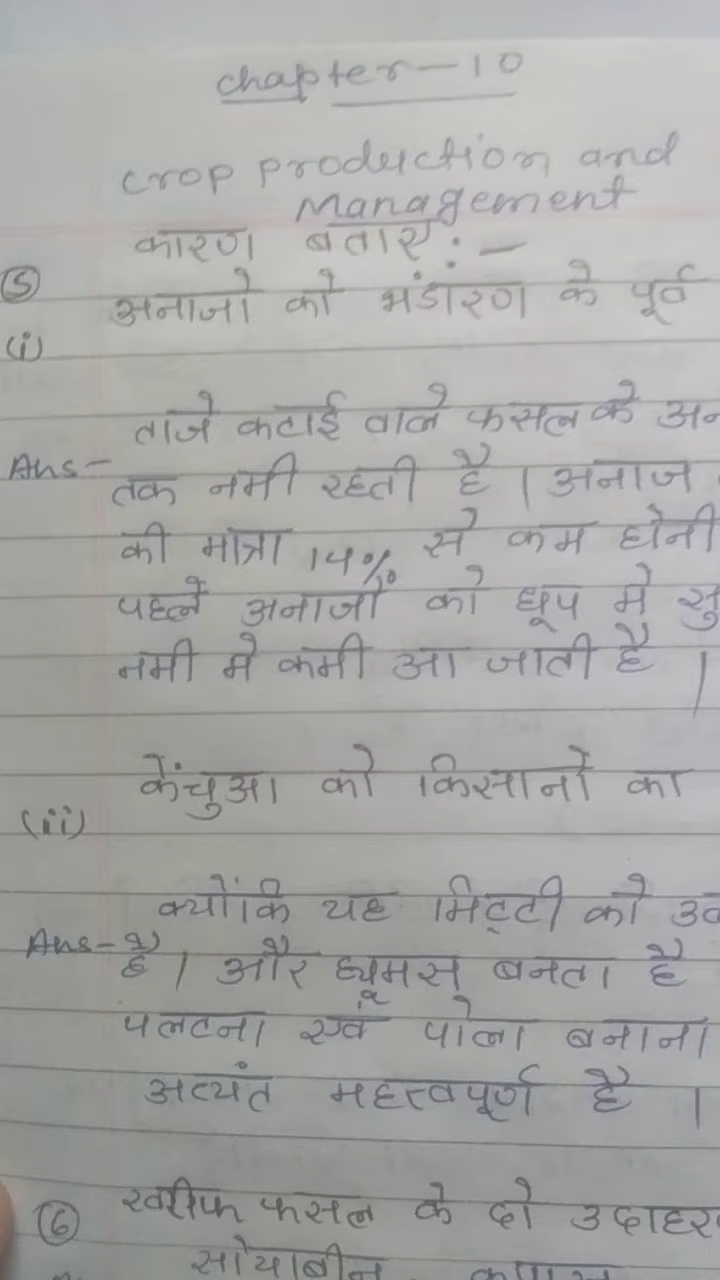 chapter-10
crop production and
Management
कारण बताए:-
(5)
अनाजो को भंडारण के पूर्व
(i)
ताजे कटाई वाले फसल के
Ans-
तक नमी रहती है। अनाज
की मात्रा 14% से कम होनी
पहले अनाजों को धूप मे
नमी मे कमी आ जाती है।
केंचुआ को किसानों का
(ii)
क्योंकि यह मिट्टी को
Ans- है। और ह्यूमस बनता है
पलटना एवं पोला बनाना
अत्यंत महत्त्वपूर्ण है।
(6) खरीफ फसल के दो
सोयाबीन